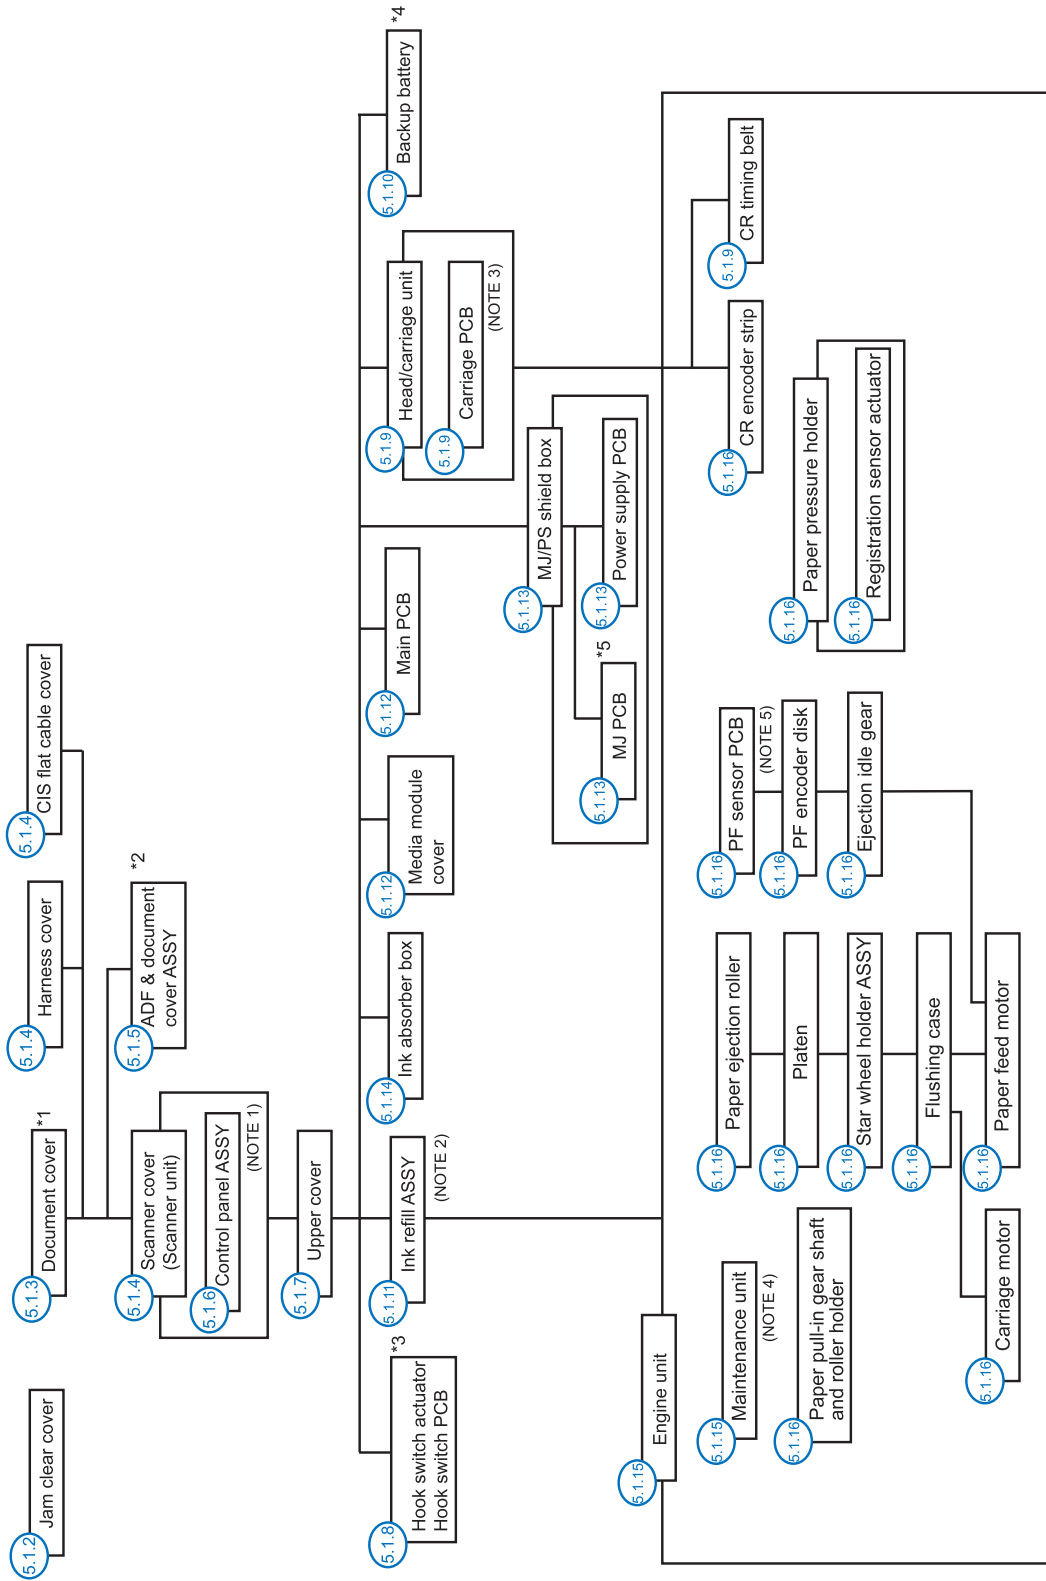 5.1.2
Jam clear cover
5.1.3
Document cover
*1
5.1.4
Harness cover
5.1.4
CIS flat cable cover
5.1.4
Scanner cover
(Scanner unit)
5.1.5
ADF & document
cover ASSY
*2
5.1.6
Control panel ASSY
(NOTE 1)
5.1.7
Upper cover
5.1.8
Hook switch actuator
Hook switch PCB
*3
5.1.11
Ink refill ASSY
(NOTE 2)
5.1.14
Ink absorber box
5.1.12
Media module
cover
5.1.12
Main PCB
5.1.9
Head/carriage unit
5.1.9
Carriage PCB
(NOTE 3)
5.1.10
Backup battery
*4
5.1.13
MJ/PS shield box
5.1.13
MJ PCB
*5
5.1.13
Power supply PCB
5.1.15
Engine unit
5.1.15
Maintenance unit
(NOTE 4)
5.1.16
Paper pull-in gear shaft
and roller holder
5.1.16
Carriage motor
5.1.16
Paper ejection roller
5.1.16
Platen
5.1.16
Star wheel holder ASSY
5.1.16
Flushing case
5.1.16
Paper feed motor
5.1.16
PF sensor PCB
(NOTE 5)
5.1.16
PF encoder disk
5.1.16
Ejection idle gear
5.1.16
Paper pressure holder
5.1.16
Registration sensor actuator
5.1.16
CR encoder strip
5.1.9
CR timing belt